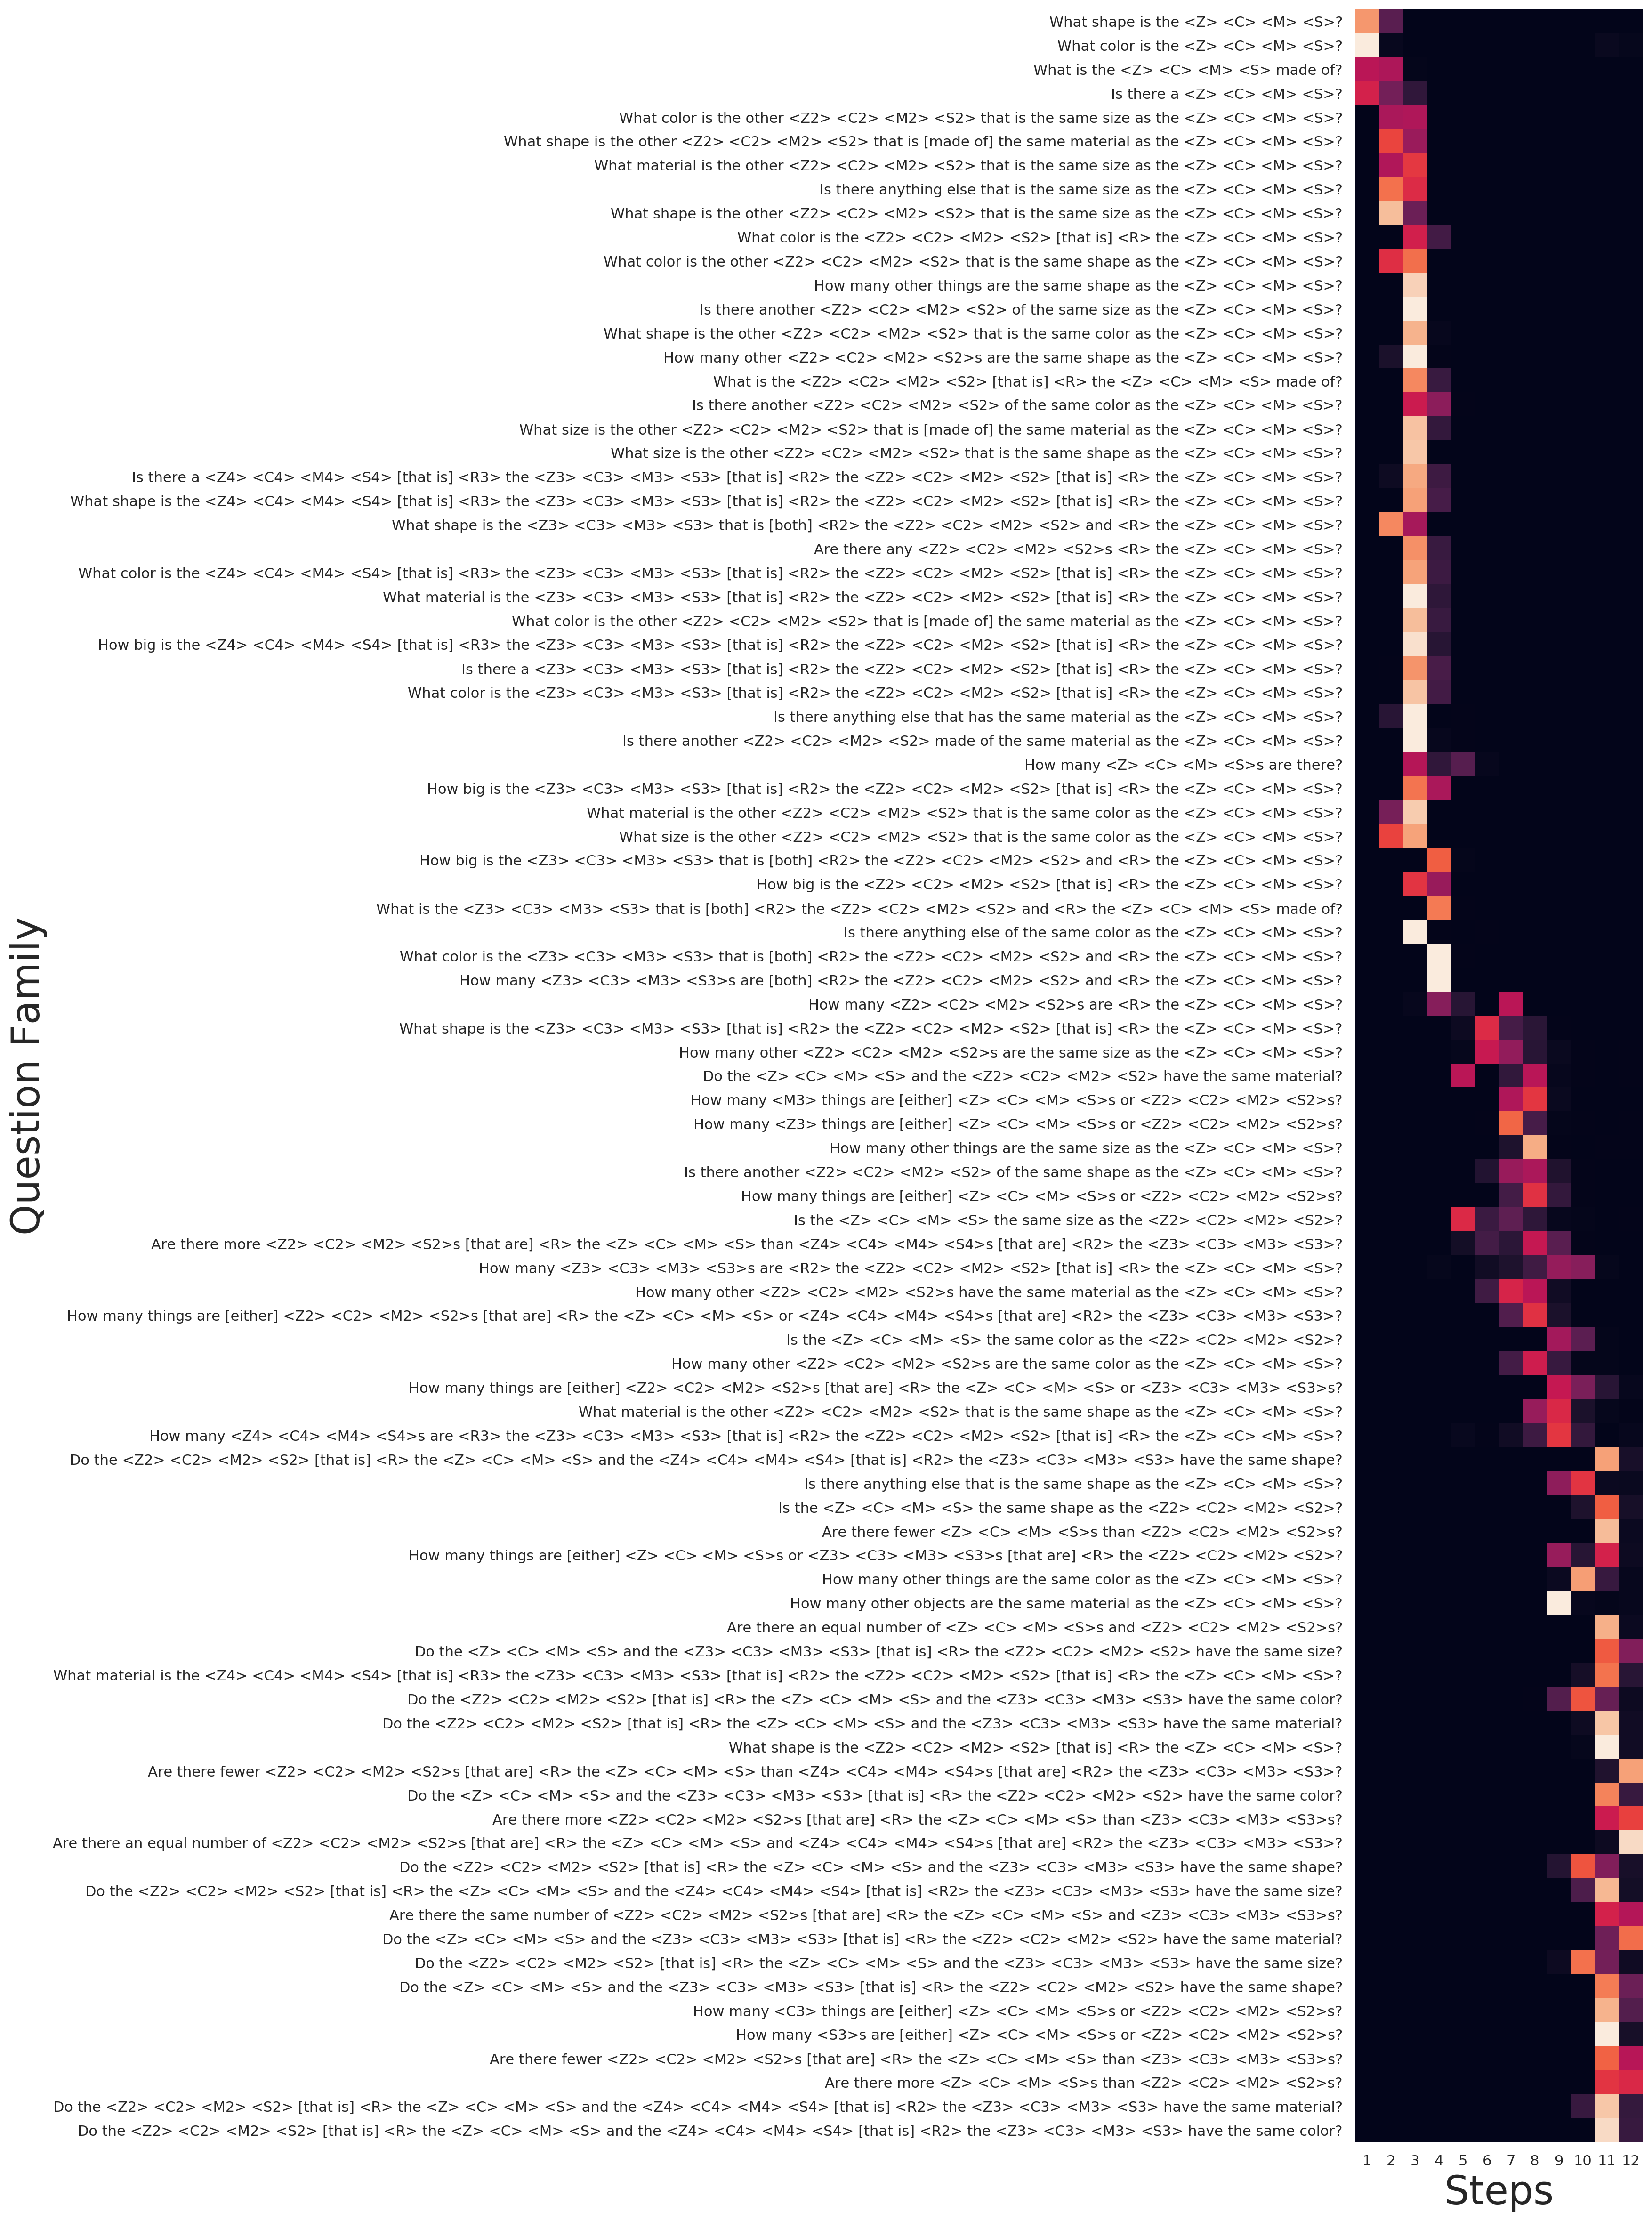 What shape is the <Z> <C> <M> <S>?
What color is the <Z> <C> <M> <S>?
What is the <Z> <C> <M> <S> made of?
Is there a <Z> <C> <M> <S>?
What color is the other <Z2> <C2> <M2> <S2> that is the same size as the <Z> <C> <M> <S>?
What shape is the other <Z2> <C2> <M2> <S2> that is [made of] the same material as the <Z> <C> <M> <S>?
What material is the other <Z2> <C2> <M2> <S2> that is the same size as the <Z> <C> <M> <S>?
Is there anything else that is the same size as the <Z> <C> <M> <S>?
What shape is the other <Z2> <C2> <M2> <S2> that is the same size as the <Z> <C> <M> <S>?
What color is the <Z2> <C2> <M2> <S2> [that is] <R> the <Z> <C> <M> <S>?
What color is the other <Z2> <C2> <M2> <S2> that is the same shape as the <Z> <C> <M> <S>?
How many other things are the same shape as the <Z> <C> <M> <S>?
Is there another <Z2> <C2> <M2> <S2> of the same size as the <Z> <C> <M> <S>?
What shape is the other <Z2> <C2> <M2> <S2> that is the same color as the <Z> <C> <M> <S>?
How many other <Z2> <C2> <M2> <S2>s are the same shape as the <Z> <C> <M> <S>?
What is the <Z2> <C2> <M2> <S2> [that is] <R> the <Z> <C> <M> <S> made of?
Is there another <Z2> <C2> <M2> <S2> of the same color as the <Z> <C> <M> <S>?
What size is the other <Z2> <C2> <M2> <S2> that is [made of] the same material as the <Z> <C> <M> <S>?
What size is the other <Z2> <C2> <M2> <S2> that is the same shape as the <Z> <C> <M> <S>?
Is there a <Z4> <C4> <M4> <S4> [that is] <R3> the <Z3> <C3> <M3> <S3> [that is] <R2> the <Z2> <C2> <M2> <S2> [that is] <R> the <Z> <C> <M> <S>?
What shape is the <Z4> <C4> <M4> <S4> [that is] <R3> the <Z3> <C3> <M3> <S3> [that is] <R2> the <Z2> <C2> <M2> <S2> [that is] <R> the <Z> <C> <M> <S>?
What shape is the <Z3> <C3> <M3> <S3> that is [both] <R2> the <Z2> <C2> <M2> <S2> and <R> the <Z> <C> <M> <S>?
Are there any <Z2> <C2> <M2> <S2>s <R> the <Z> <C> <M> <S>?
What color is the <Z4> <C4> <M4> <S4> [that is] <R3> the <Z3> <C3> <M3> <S3> [that is] <R2> the <Z2> <C2> <M2> <S2> [that is] <R> the <Z> <C> <M> <S>?
What material is the <Z3> <C3> <M3> <S3> [that is] <R2> the <Z2> <C2> <M2> <S2> [that is] <R> the <Z> <C> <M> <S>?
What color is the other <Z2> <C2> <M2> <S2> that is [made of] the same material as the <Z> <C> <M> <S>?
How big is the <Z4> <C4> <M4> <S4> [that is] <R3> the <Z3> <C3> <M3> <S3> [that is] <R2> the <Z2> <C2> <M2> <S2> [that is] <R> the <Z> <C> <M> <S>?
Is there a <Z3> <C3> <M3> <S3> [that is] <R2> the <Z2> <C2> <M2> <S2> [that is] <R> the <Z> <C> <M> <S>?
What color is the <Z3> <C3> <M3> <S3> [that is] <R2> the <Z2> <C2> <M2> <S2> [that is] <R> the <Z> <C> <M> <S>?
Is there anything else that has the same material as the <Z> <C> <M> <S>?
Is there another <Z2> <C2> <M2> <S2> made of the same material as the <Z> <C> <M> <S>?
How many <Z> <C> <M> <S>s are there?
How big is the <Z3> <C3> <M3> <S3> [that is] <R2> the <Z2> <C2> <M2> <S2> [that is] <R> the <Z> <C> <M> <S>?
What material is the other <Z2> <C2> <M2> <S2> that is the same color as the <Z> <C> <M> <S>?
What size is the other <Z2> <C2> <M2> <S2> that is the same color as the <Z> <C> <M> <S>?
How big is the <Z3> <C3> <M3> <S3> that is [both] <R2> the <Z2> <C2> <M2> <S2> and <R> the <Z> <C> <M> <S>?
How big is the <Z2> <C2> <M2> <S2> [that is] <R> the <Z> <C> <M> <S>?
What is the <Z3> <C3> <M3> <S3> that is [both] <R2> the <Z2> <C2> <M2> <S2> and <R> the <Z> <C> <M> <S> made of?
Is there anything else of the same color as the <Z> <C> <M> <S>?
What color is the <Z3> <C3> <M3> <S3> that is [both] <R2> the <Z2> <C2> <M2> <S2> and <R> the <Z> <C> <M> <S>?
How many <Z3> <C3> <M3> <S3>s are [both] <R2> the <Z2> <C2> <M2> <S2> and <R> the <Z> <C> <M> <S>?
How many <Z2> <C2> <M2> <S2>s are <R> the <Z> <C> <M> <S>?
What shape is the <Z3> <C3> <M3> <S3> [that is] <R2> the <Z2> <C2> <M2> <S2> [that is] <R> the <Z> <C> <M> <S>?
How many other <Z2> <C2> <M2> <S2>s are the same size as the <Z> <C> <M> <S>?
Do the <Z> <C> <M> <S> and the <Z2> <C2> <M2> <S2> have the same material?
How many <M3> things are [either] <Z> <C> <M> <S>s or <Z2> <C2> <M2> <S2>s?
How many <Z3> things are [either] <Z> <C> <M> <S>s or <Z2> <C2> <M2> <S2>s?
How many other things are the same size as the <Z> <C> <M> <S>?
Is there another <Z2> <C2> <M2> <S2> of the same shape as the <Z> <C> <M> <S>?
How many things are [either] <Z> <C> <M> <S>s or <Z2> <C2> <M2> <S2>s?
Is the <Z> <C> <M> <S> the same size as the <Z2> <C2> <M2> <S2>?
Are there more <Z2> <C2> <M2> <S2>s [that are] <R> the <Z> <C> <M> <S> than <Z4> <C4> <M4> <S4>s [that are] <R2> the <Z3> <C3> <M3> <S3>?
How many <Z3> <C3> <M3> <S3>s are <R2> the <Z2> <C2> <M2> <S2> [that is] <R> the <Z> <C> <M> <S>?
How many other <Z2> <C2> <M2> <S2>s have the same material as the <Z> <C> <M> <S>?
How many things are [either] <Z2> <C2> <M2> <S2>s [that are] <R> the <Z> <C> <M> <S> or <Z4> <C4> <M4> <S4>s [that are] <R2> the <Z3> <C3> <M3> <S3>?
Is the <Z> <C> <M> <S> the same color as the <Z2> <C2> <M2> <S2>?
How many other <Z2> <C2> <M2> <S2>s are the same color as the <Z> <C> <M> <S>?
How many things are [either] <Z2> <C2> <M2> <S2>s [that are] <R> the <Z> <C> <M> <S> or <Z3> <C3> <M3> <S3>s?
What material is the other <Z2> <C2> <M2> <S2> that is the same shape as the <Z> <C> <M> <S>?
How many <Z4> <C4> <M4> <S4>s are <R3> the <Z3> <C3> <M3> <S3> [that is] <R2> the <Z2> <C2> <M2> <S2> [that is] <R> the <Z> <C> <M> <S>?
Do the <Z2> <C2> <M2> <S2> [that is] <R> the <Z> <C> <M> <S> and the <Z4> <C4> <M4> <S4> [that is] <R2> the <Z3> <C3> <M3> <S3> have the same shape?
Is there anything else that is the same shape as the <Z> <C> <M> <S>?
Is the <Z> <C> <M> <S> the same shape as the <Z2> <C2> <M2> <S2>?
Are there fewer <Z> <C> <M> <S>s than <Z2> <C2> <M2> <S2>s?
How many things are [either] <Z> <C> <M> <S>s or <Z3> <C3> <M3> <S3>s [that are] <R> the <Z2> <C2> <M2> <S2>?
How many other things are the same color as the <Z> <C> <M> <S>?
How many other objects are the same material as the <Z> <C> <M> <S>?
Are there an equal number of <Z> <C> <M> <S>s and <Z2> <C2> <M2> <S2>s?
Do the <Z> <C> <M> <S> and the <Z3> <C3> <M3> <S3> [that is] <R> the <Z2> <C2> <M2> <S2> have the same size?
What material is the <Z4> <C4> <M4> <S4> [that is] <R3> the <Z3> <C3> <M3> <S3> [that is] <R2> the <Z2> <C2> <M2> <S2> [that is] <R> the <Z> <C> <M> <S>?
Do the <Z2> <C2> <M2> <S2> [that is] <R> the <Z> <C> <M> <S> and the <Z3> <C3> <M3> <S3> have the same color?
Do the <Z2> <C2> <M2> <S2> [that is] <R> the <Z> <C> <M> <S> and the <Z3> <C3> <M3> <S3> have the same material?
What shape is the <Z2> <C2> <M2> <S2> [that is] <R> the <Z> <C> <M> <S>?
Are there fewer <Z2> <C2> <M2> <S2>s [that are] <R> the <Z> <C> <M> <S> than <Z4> <C4> <M4> <S4>s [that are] <R2> the <Z3> <C3> <M3> <S3>?
Do the <Z> <C> <M> <S> and the <Z3> <C3> <M3> <S3> [that is] <R> the <Z2> <C2> <M2> <S2> have the same color?
Are there more <Z2> <C2> <M2> <S2>s [that are] <R> the <Z> <C> <M> <S> than <Z3> <C3> <M3> <S3>s?
Are there an equal number of <Z2> <C2> <M2> <S2>s [that are] <R> the <Z> <C> <M> <S> and <Z4> <C4> <M4> <S4>s [that are] <R2> the <Z3> <C3> <M3> <S3>?
Do the <Z2> <C2> <M2> <S2> [that is] <R> the <Z> <C> <M> <S> and the <Z3> <C3> <M3> <S3> have the same shape?
Do the <Z2> <C2> <M2> <S2> [that is] <R> the <Z> <C> <M> <S> and the <Z4> <C4> <M4> <S4> [that is] <R2> the <Z3> <C3> <M3> <S3> have the same size?
Are there the same number of <Z2> <C2> <M2> <S2>s [that are] <R> the <Z> <C> <M> <S> and <Z3> <C3> <M3> <S3>s?
Do the <Z> <C> <M> <S> and the <Z3> <C3> <M3> <S3> [that is] <R> the <Z2> <C2> <M2> <S2> have the same material?
Do the <Z2> <C2> <M2> <S2> [that is] <R> the <Z> <C> <M> <S> and the <Z3> <C3> <M3> <S3> have the same size?
Do the <Z> <C> <M> <S> and the <Z3> <C3> <M3> <S3> [that is] <R> the <Z2> <C2> <M2> <S2> have the same shape?
How many <C3> things are [either] <Z> <C> <M> <S>s or <Z2> <C2> <M2> <S2>s?
How many <S3>s are [either] <Z> <C> <M> <S>s or <Z2> <C2> <M2> <S2>s?
Are there fewer <Z2> <C2> <M2> <S2>s [that are] <R> the <Z> <C> <M> <S> than <Z3> <C3> <M3> <S3>s?
Are there more <Z> <C> <M> <S>s than <Z2> <C2> <M2> <S2>s?
Do the <Z2> <C2> <M2> <S2> [that is] <R> the <Z> <C> <M> <S> and the <Z4> <C4> <M4> <S4> [that is] <R2> the <Z3> <C3> <M3> <S3> have the same material?
Do the <Z2> <C2> <M2> <S2> [that is] <R> the <Z> <C> <M> <S> and the <Z4> <C4> <M4> <S4> [that is] <R2> the <Z3> <C3> <M3> <S3> have the same color?
Question Family
1 2 3 4 5 6 7 8 9 10 11 12
Steps